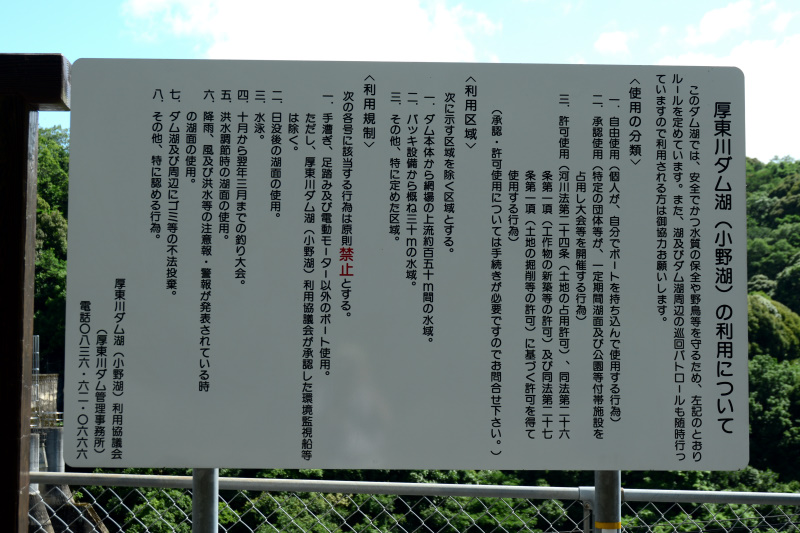 厚東川ダム湖（小野湖）の利用について
このダム湖では、安全でかつ水質の保全や野鳥等を守るため、左記のとおり
ルールを定めています。また、湖及びダム湖周辺の巡回パトロールも随時行っ
ていますので利用される方は御協力お願いします。
〈使用の分類〉
一、自由使用（個人が、自分でボートを持ち込んで使用する行為）
二、承認使用（特定の団体等が、一定期間湖面及び公園等付帯施設を
占用し大会等を開催する行為）
三、許可使用（河川法第二十四条（土地の占用許可）、同法第二十六
条第一項（工作物の新築等の許可）及び同法第二十七
条第一項（土地の掘削等の許可）に基づく許可を得て
使用する行為）
（承認・許可使用については手続きが必要ですのでお問合せ下さい。）
〈利用区域〉
次に示す区域を除く区域とする。
一、ダム本体から網場の上流約百五十ｍ間の水域。
二、バツキ設備から概ね三十ｍの水域。
三、その他、特に定めた区域。
〈利用規制〉
次の各号に該当する行為は原則禁止とする。
一、手漕ぎ、足踏み及び電動モーター以外のボート使用。
ただし、厚東川ダム湖（小野湖）利用協議会が承認した環境監視船等
は除く。
二、日没後の湖面の使用。
三、水泳。
四、十月から翌年三月までの釣り大会。
五、洪水調節時の湖面の使用。
六、降雨、風及び洪水等の注意報・警報が発表されている時
の湖面の使用。
七、ダム湖及び周辺にゴミ等の不法投棄。
八、その他、特に認める行為。
厚東川ダム湖（小野湖）利用協議会
（厚東川ダム管理事務所）
電話〇八三六・六二・〇六六六